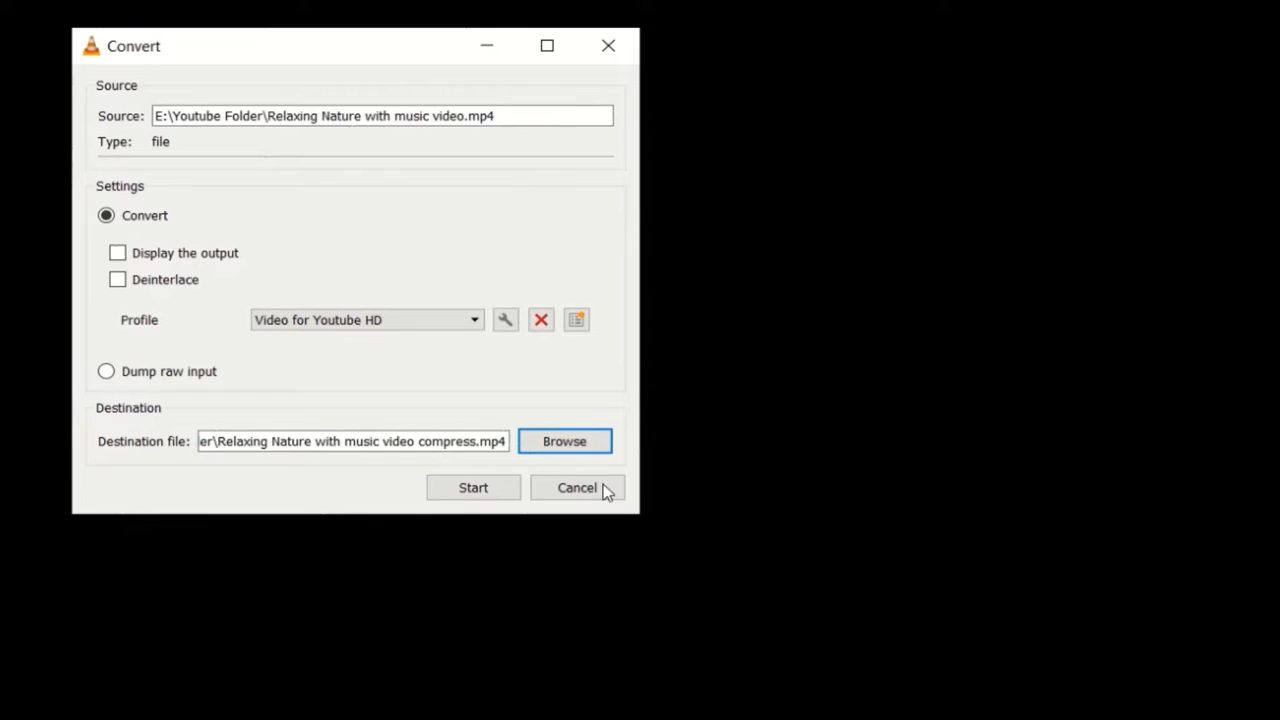 Convert
Source
Source: E:\Youtube Folder\Relaxing Nature with music video.mp4
Type: file
Settings
Convert
Display the output
Deinterlace
Profile Video for Youtube HD
Dump raw input
Destination
Destination file: er\Relaxing Nature with music video compress.mp4 Browse
Start Cancel